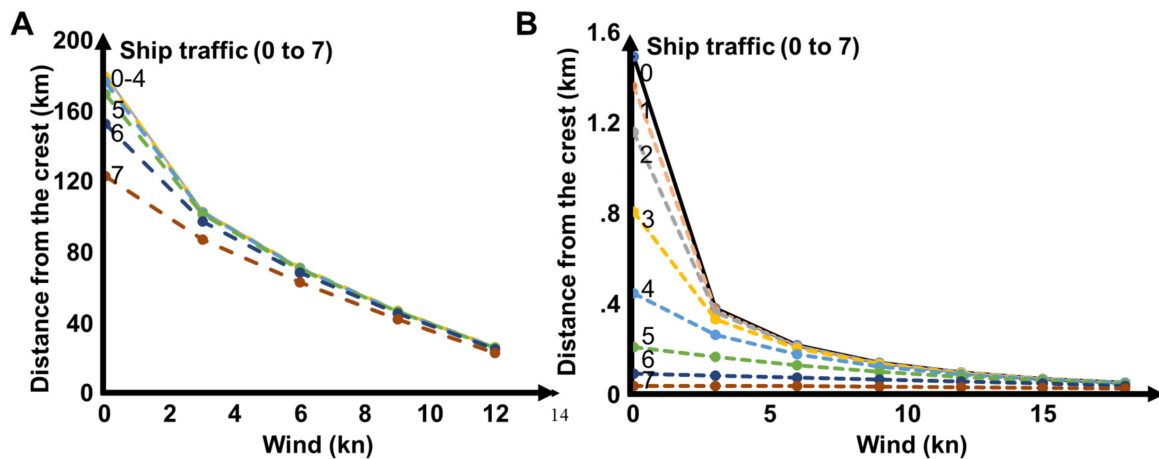 A
200
Ship traffic (0 to 7)
0-4
160
5
6
120
7
80
40
0
Distance from the crest (km)
0 2 4 6 8 10 12 14
Wind (kn)
B
1.6
Ship traffic (0 to 7)
0
1
1.2
2
.8
3
4
.4
5
6
7
0
Distance from the crest (km)
0 5 10 15
Wind (kn)